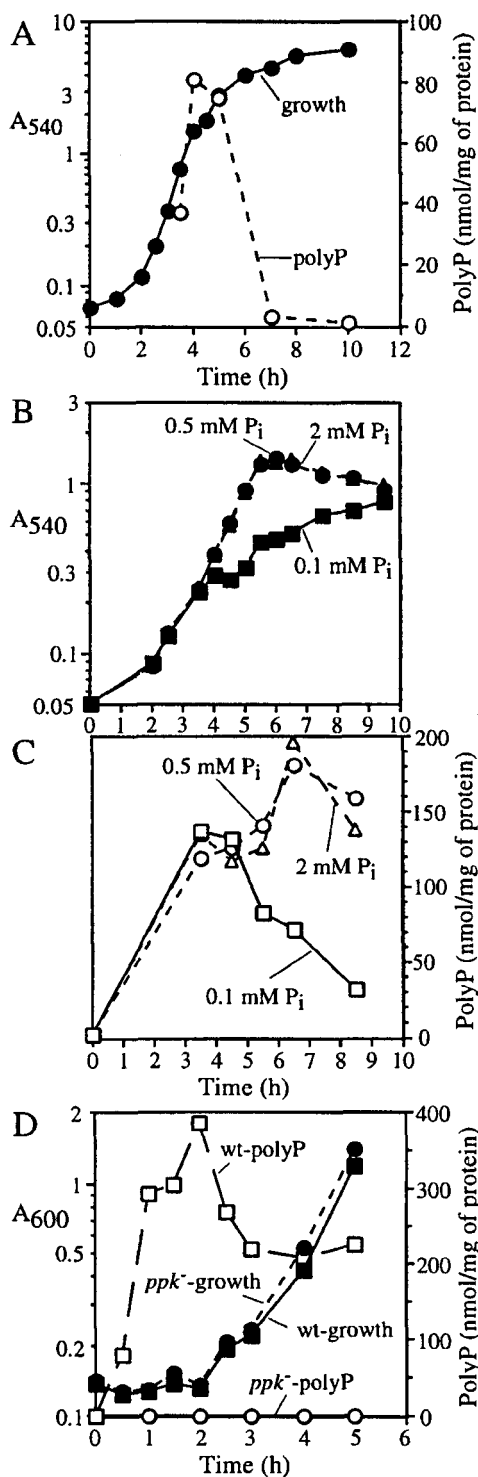 A
10
3
A540
1
0.3
0.1
0.05
growth
polyP
100
80
60
40
20
0
PolyP (nmol/mg of protein)
0 2 4 6 8 10 12
Time (h)
B
3
A540
1
0.3
0.1
0.05
0.5 mM Pi
2 mM Pi
0.1 mM Pi
0 1 2 3 4 5 6 7 8 9 10
C
0.5 mM Pi
2 mM Pi
0.1 mM Pi
200
150
100
50
0
PolyP (nmol/mg of protein)
0 1 2 3 4 5 6 7 8 9 10
Time (h)
D
2
1
A600
0.5
0.2
0.1
wt-polyP
ppk--growth
wt-growth
ppk--polyP
400
300
200
100
0
PolyP (nmol/mg of protein)
0 1 2 3 4 5 6
Time (h)